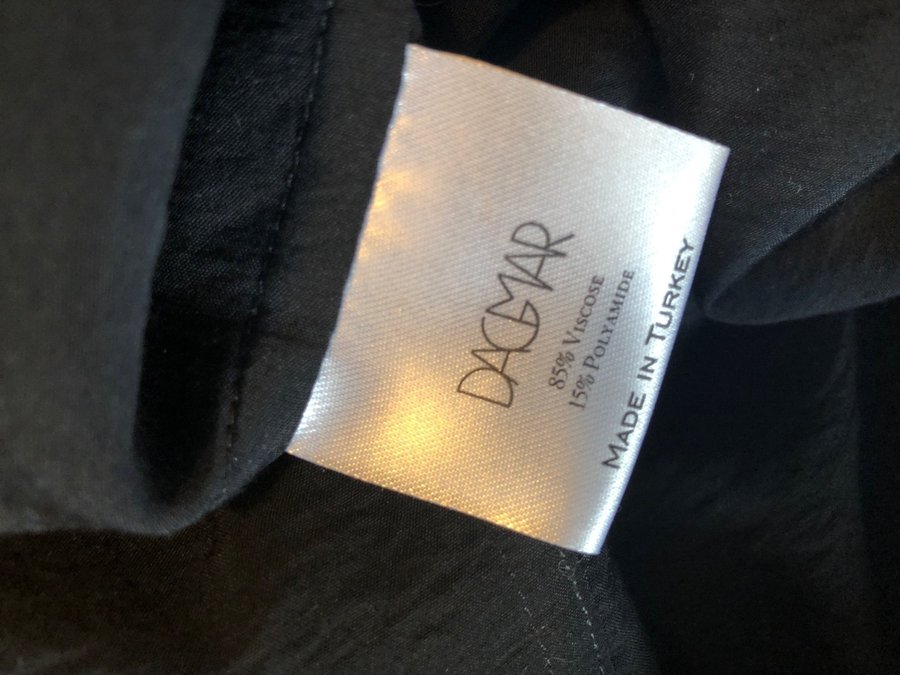 DAGMAR
85% VISCOSE
15% POLYAMIDE
MADE IN TURKEY